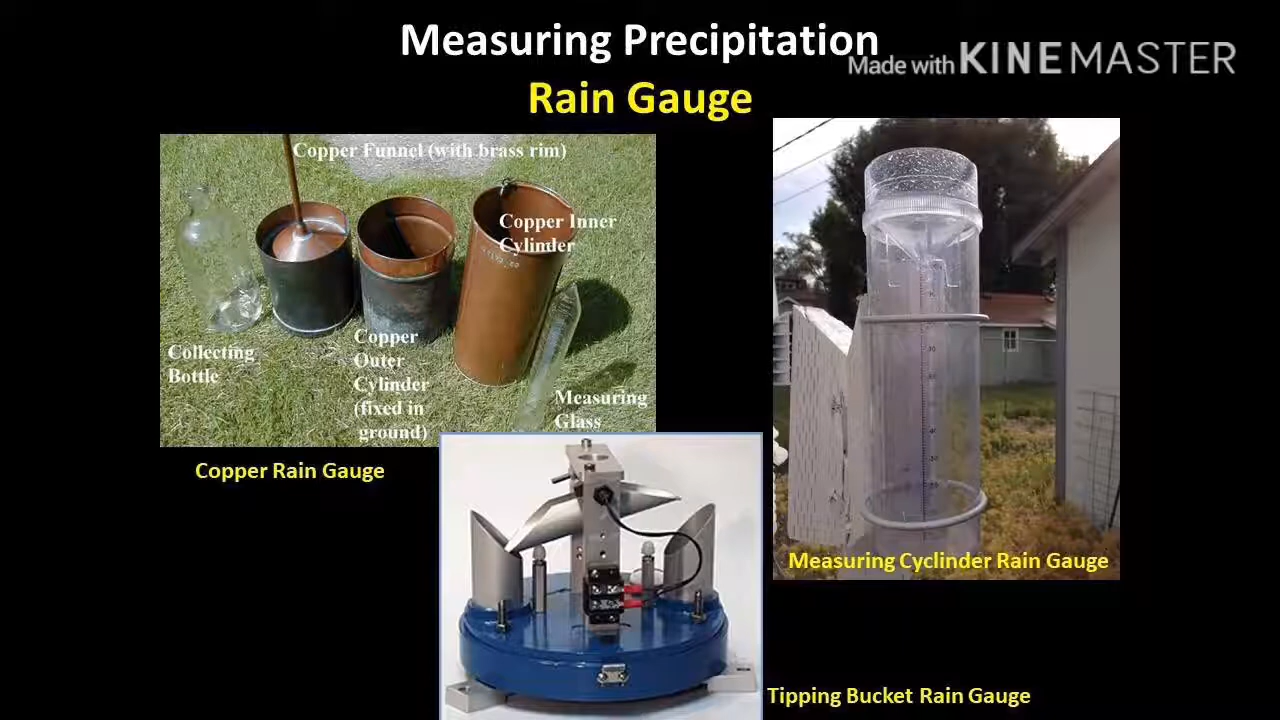 Measuring Precipitation
Made with KINEMASTER
Rain Gauge
Copper Funnel (with brass rim)
Copper Inner
Cylinder
Collecting
Bottle
Copper
Outer
Cylinder
(fixed in
ground)
Measuring
Glass
Copper Rain Gauge
Measuring Cyclinder Rain Gauge
Tipping Bucket Rain Gauge